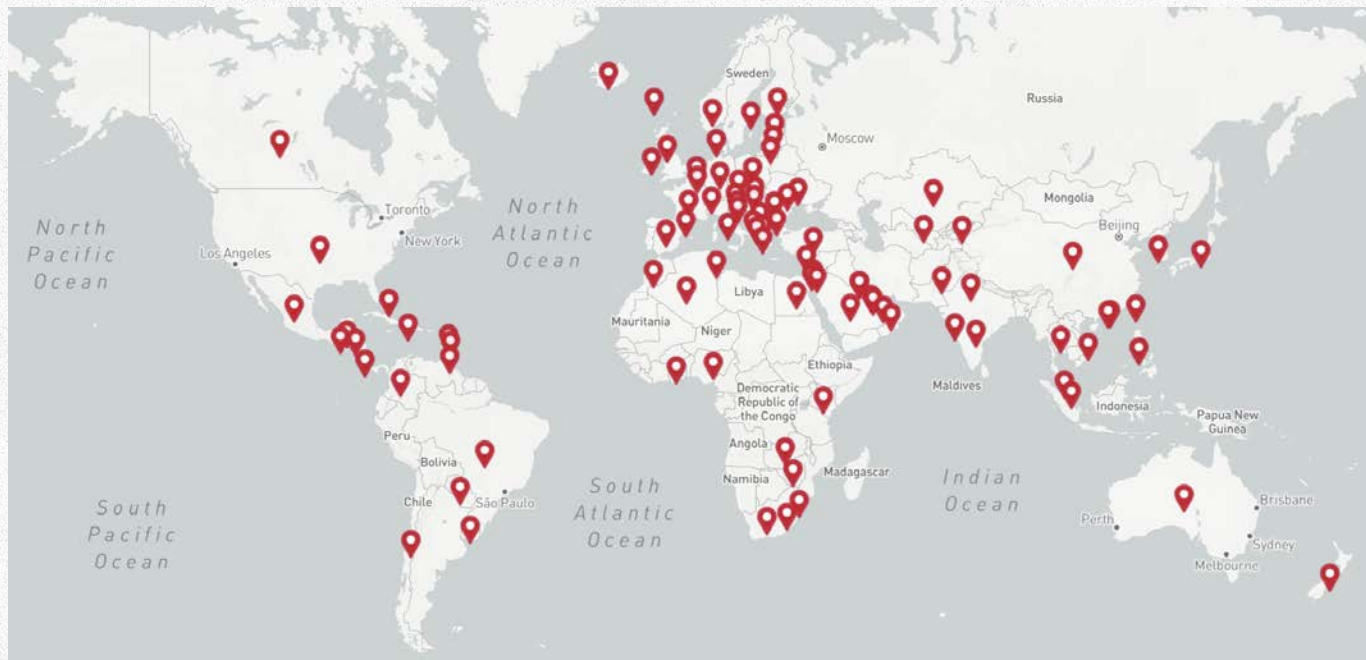 Sweden
Russia
Moscow
Toronto
New York
Los Angeles
Mongolia
Beijing
North
Pacific
Ocean
North
Atlantic
Ocean
Libya
Mauritania
Niger
Ethiopia
Maldives
Democratic
Republic of
the Congo
Indonesia
Papua New
Guinea
Peru
Angola
Bolivia
Namibia
Madagascar
Chile
São Paulo
South
Pacific
Ocean
South
Atlantic
Ocean
Indian
Ocean
Brisbane
Perth
Sydney
Melbourne